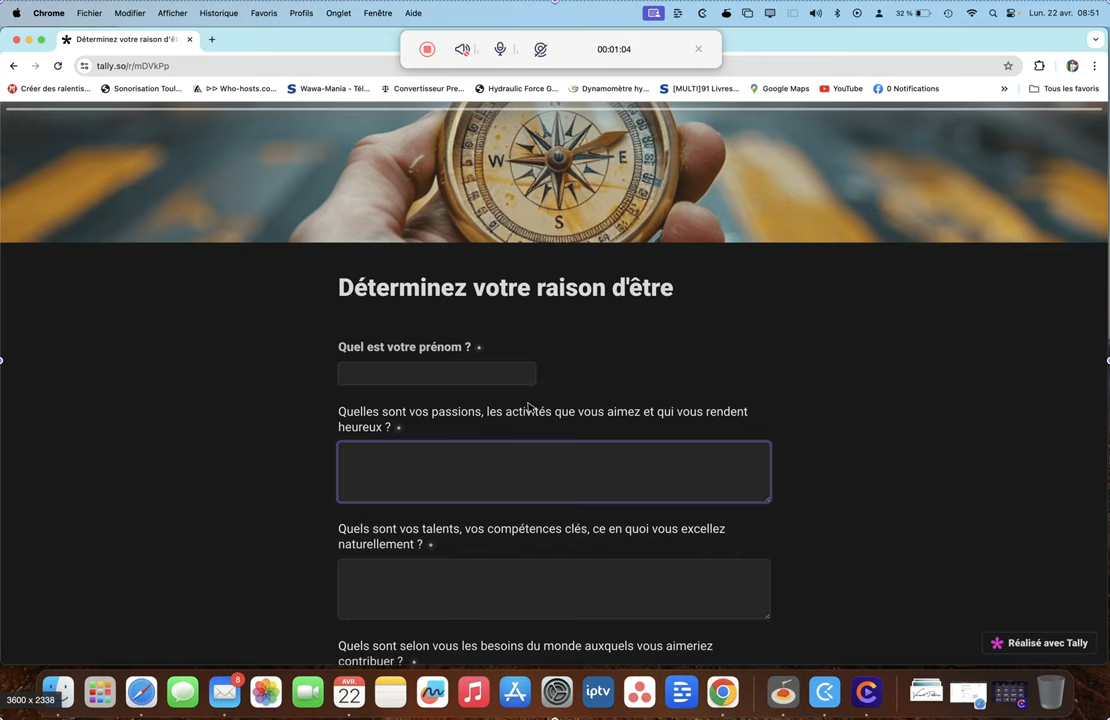 Chrome Fichier Modifier Afficher Historique Favoris Profils Onglet Fenêtre Aide 32 % Lun. 22 avr. 08:51
Déterminez votre raison d'êt
00:01:04
tally.so/r/mDVkPp
Créer des ralentis... Sonorisation Toul... ▷▷ Who-hosts.co... Wawa-Mania - Tél... Convertisseur Pre... Hydraulic Force G... Dynamomètre hy... [MULTI]91 Livres... Google Maps YouTube 0 Notifications » Tous les favoris
W E
S
Déterminez votre raison d'être
Quel est votre prénom ? *
Quelles sont vos passions, les activités que vous aimez et qui vous rendent
heureux ? *
Quels sont vos talents, vos compétences clés, ce en quoi vous excellez
naturellement ? *
Quels sont selon vous les besoins du monde auxquels vous aimeriez
contribuer ? *
Réalisé avec Tally
8
AVR.
22
iptv
3600 x 2338